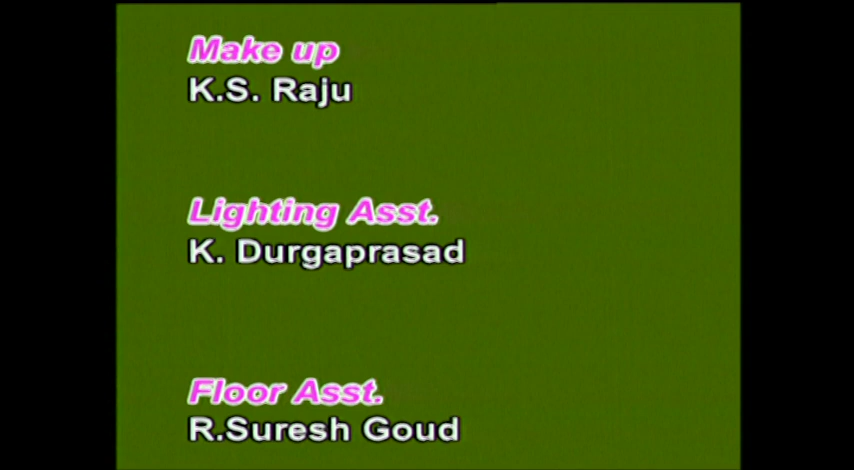 Make up
K.S. Raju
Lighting Asst.
K. Durgaprasad
Floor Asst.
R.Suresh Goud